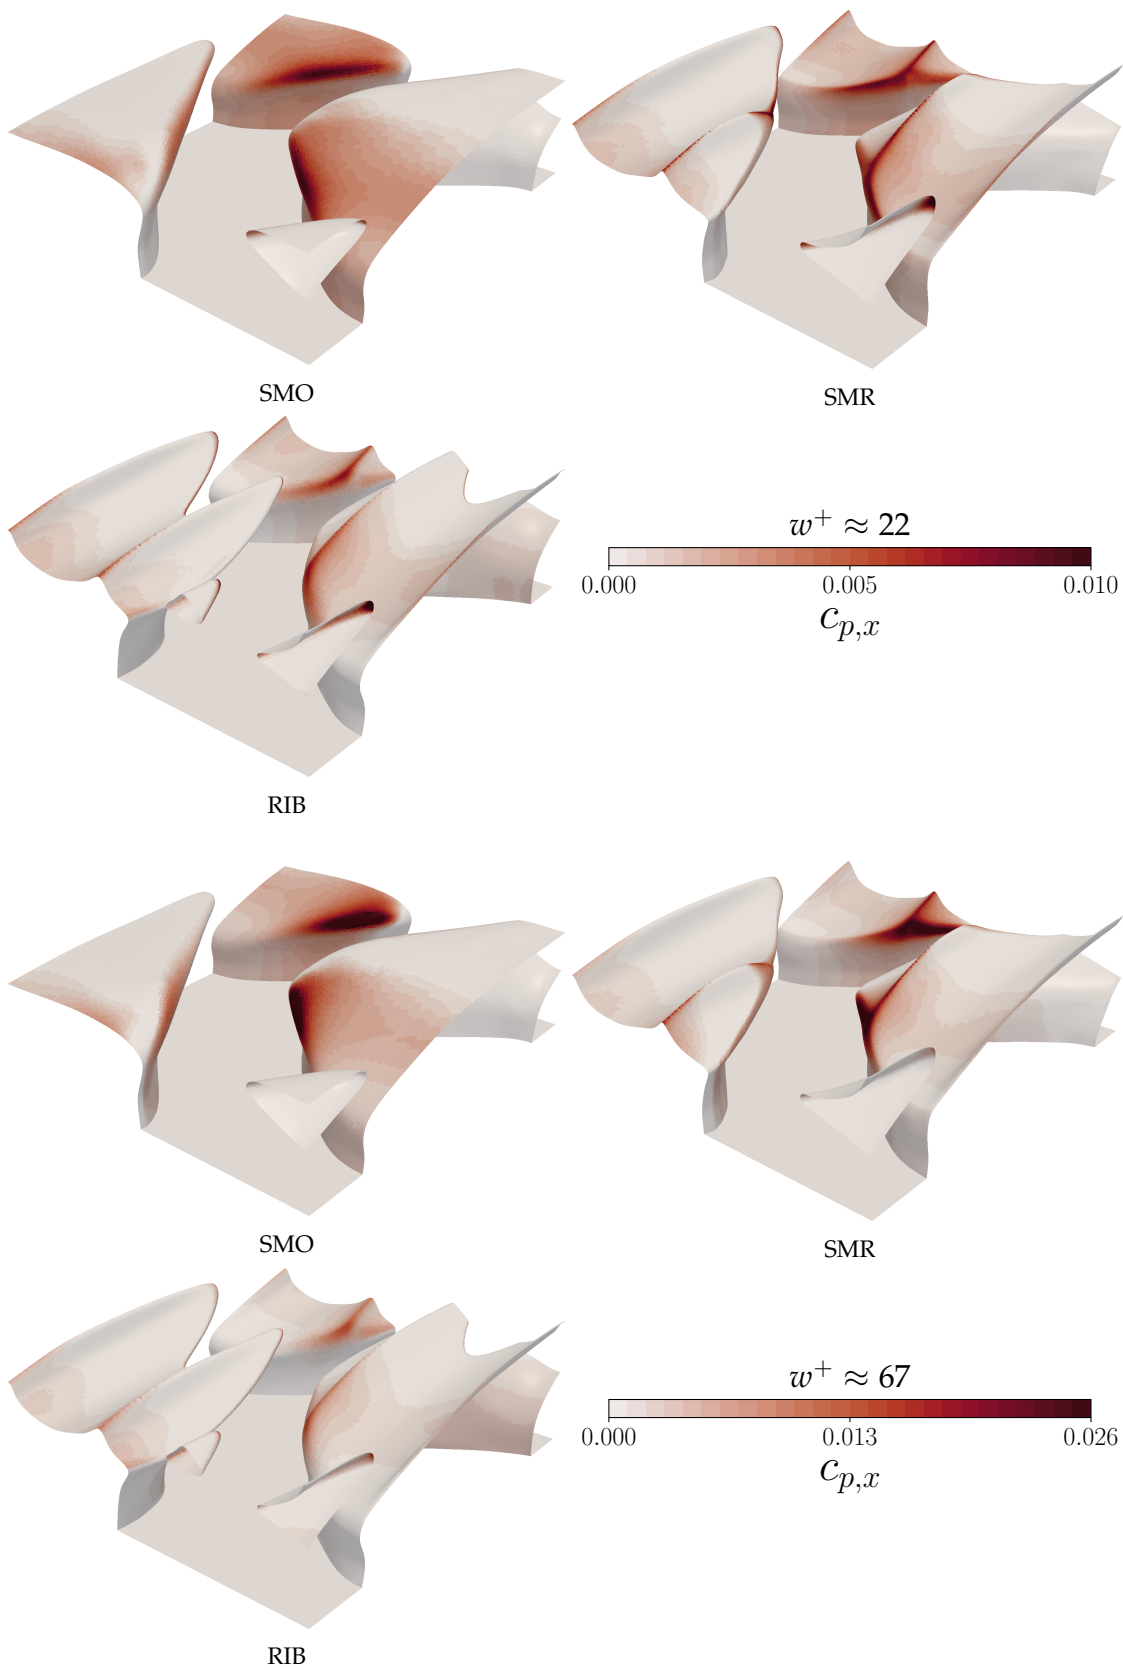 SMO
SMR
RIB
w⁺ ≈ 22
0.000 0.005 0.010
c_{p,x}
SMO
SMR
RIB
w⁺ ≈ 67
0.000 0.013 0.026
c_{p,x}